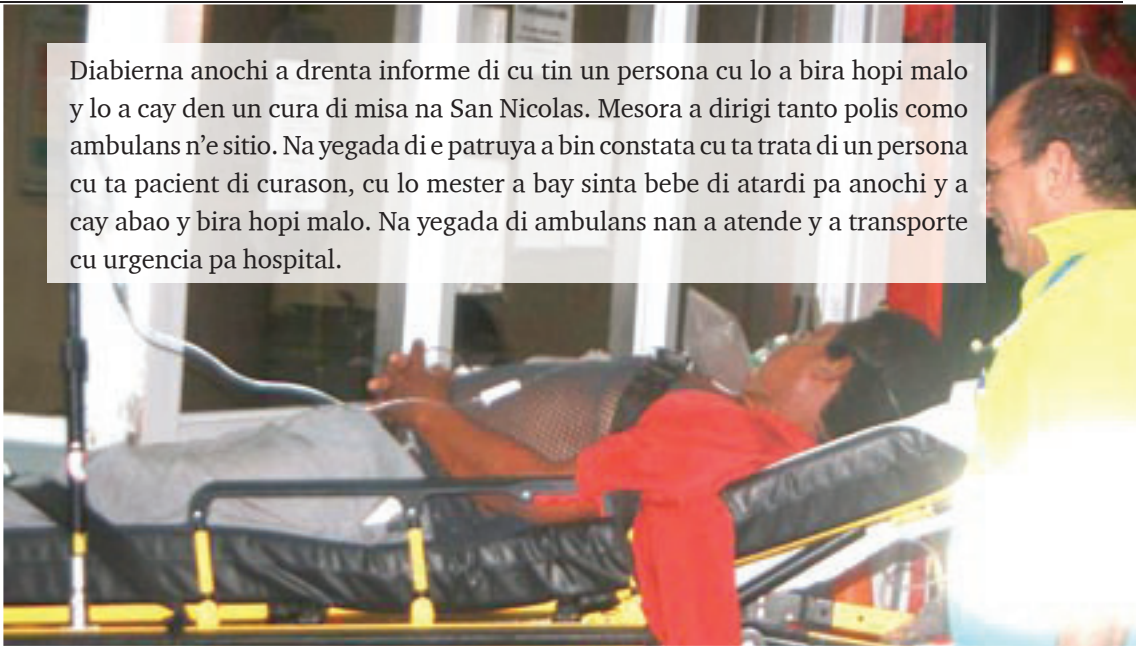 Diabierna anochi a drenta informe di cu tin un persona cu lo a bira hopi malo
y lo a cay den un cura di misa na San Nicolas. Mesora a dirigi tanto polis como
ambulans n’e sitio. Na yegada di e patruya a bin constata cu ta trata di un persona
cu ta pacient di curason, cu lo mester a bay sinta bebe di atardi pa anochi y a
cay abao y bira hopi malo. Na yegada di ambulans nan a atende y a transporte
cu urgencia pa hospital.